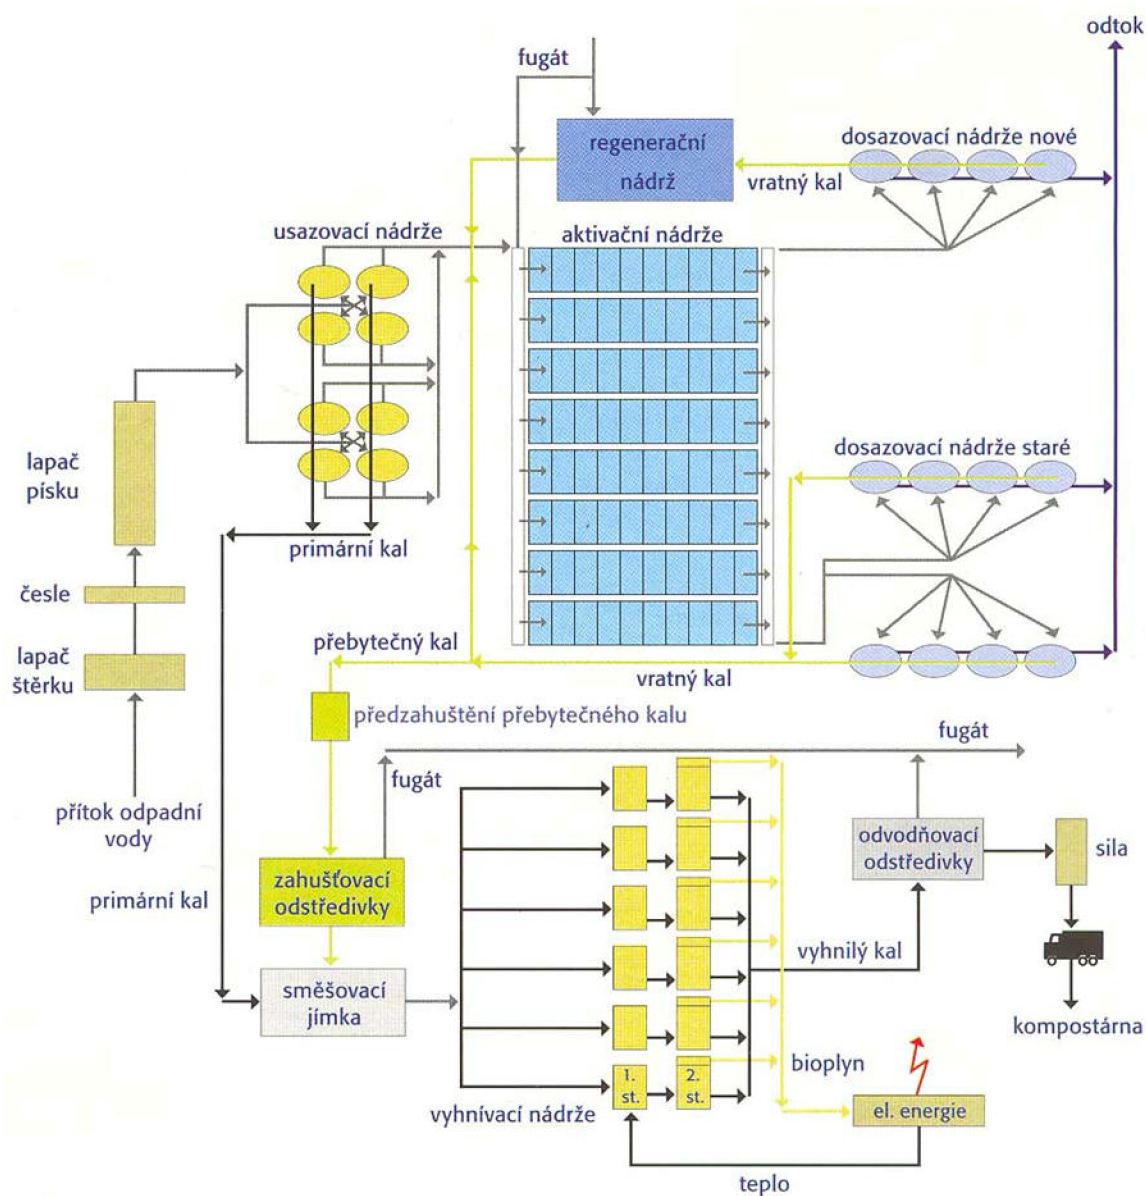 odtok
fugát
regenerační
nádrž
dosazovací nádrže nové
vratný kal
usazovací nádrže
aktivační nádrže
lapač
písku
dosazovací nádrže staré
primární kal
česle
lapač
štěrku
přebytečný kal
vratný kal
předzahuštění přebytečného kalu
fugát
fugát
přítok odpadní
vody
odvodňovací
odstředivky
sila
zahušťovací
odstředivky
primární kal
vyhnilý kal
směšovací
jímka
kompostárna
1.
st.
2.
st.
bioplyn
vyhnívací nádrže
el. energie
teplo